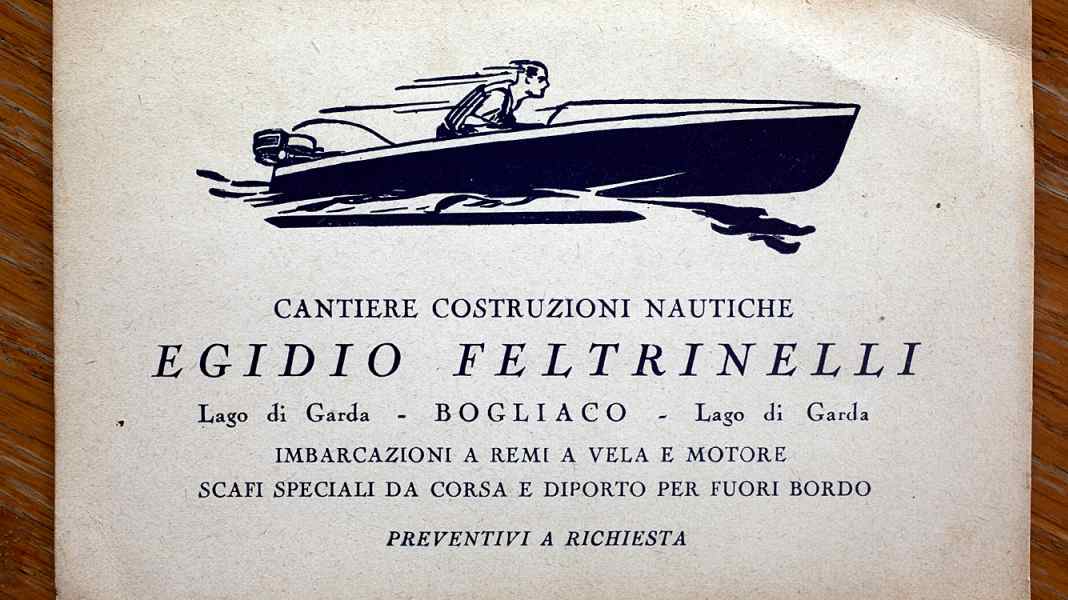 CANTIERE COSTRUZIONI NAUTICHE
EGIDIO FELTRINELLI
Lago di Garda - BOGLIACO - Lago di Garda
IMBARCAZIONI A REMI A VELA E MOTORE
SCAFI SPECIALI DA CORSA E DIPORTO PER FUORI BORDO
PREVENTIVI A RICHIESTA